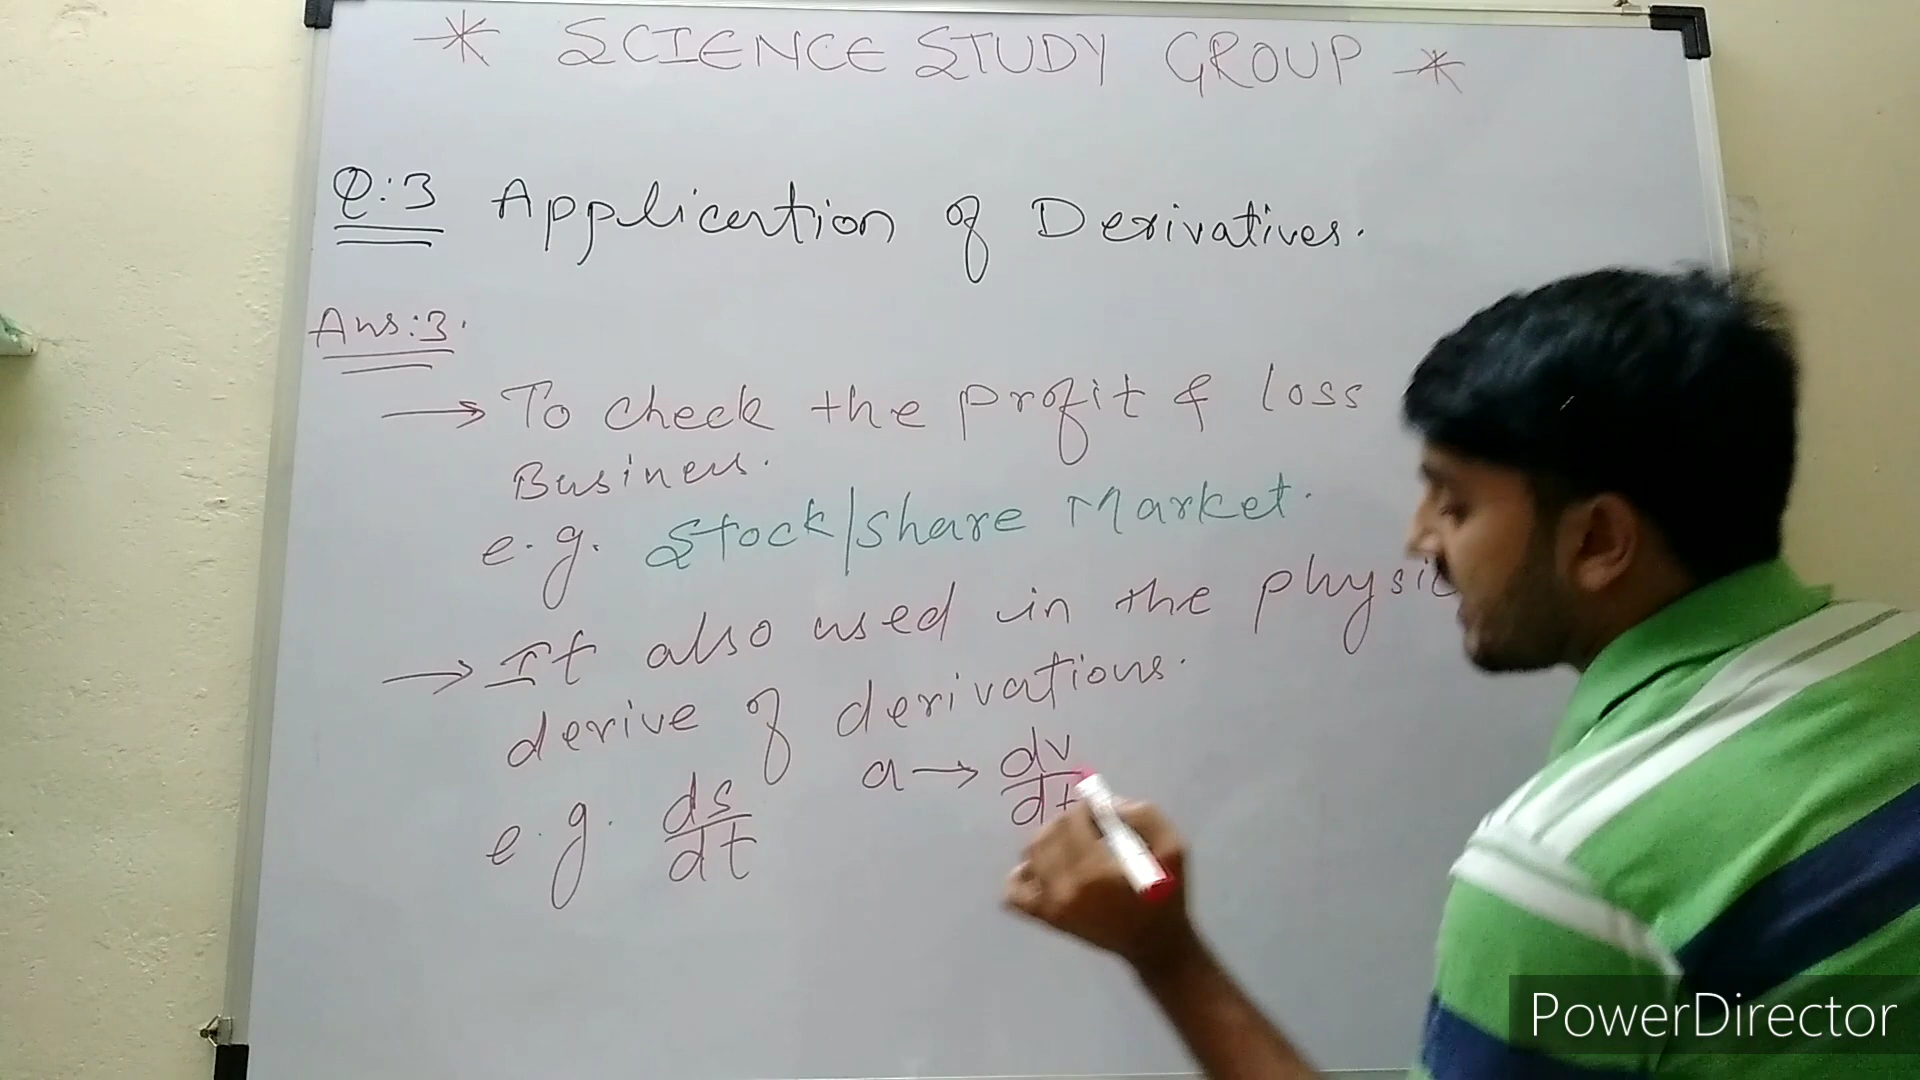 * SCIENCE STUDY GROUP *
Q:3 Application of Derivatives.
Ans:3.
→ To check the profit & loss
Business.
e.g. Stock/share Market.
→ It also used in the physi
derive of derivations.
e.g. ds/dt a → dv/dt
PowerDirector